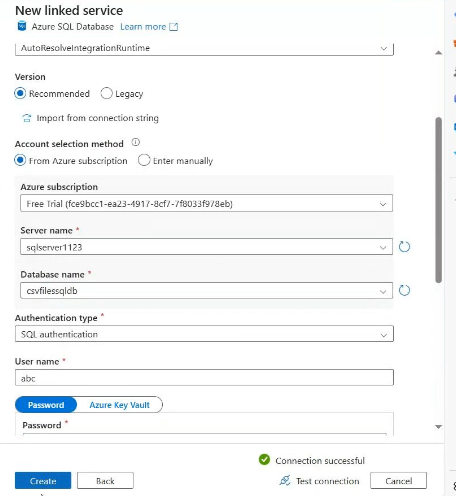 New linked service
Azure SQL Database Learn more
AutoResolveIntegrationRuntime
Version
Recommended Legacy
Import from connection string
Account selection method
From Azure subscription Enter manually
Azure subscription
Free Trial (fce9bcc1-ea23-4917-8cf7-7f8033f978eb)
Server name *
sqlserver1123
Database name *
csvfilessqldb
Authentication type *
SQL authentication
User name *
abc
Password Azure Key Vault
Password *
Connection successful
Create Back Test connection Cancel